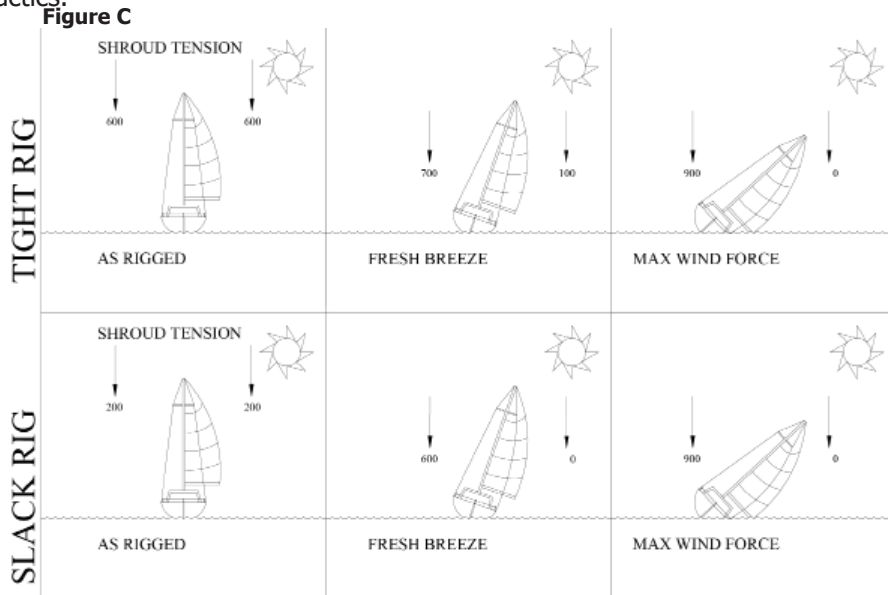 Figure C
TIGHT RIG
SHROUD TENSION
600 600
AS RIGGED
700 100
FRESH BREEZE
900 0
MAX WIND FORCE
SLACK RIG
SHROUD TENSION
200 200
AS RIGGED
600 0
FRESH BREEZE
900 0
MAX WIND FORCE